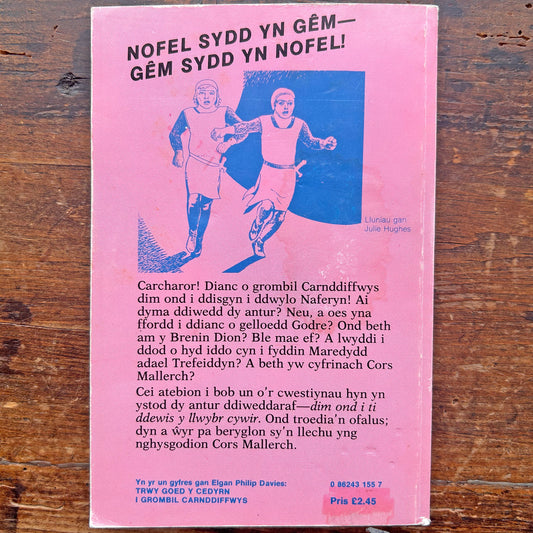 NOFEL SYDD YN GÊM—
GÊM SYDD YN NOFEL!
Lluniau gan
Julie Hughes
Carcharor! Dianc o grombil Carnddiffwys
dim ond i ddisgyn i ddwylo Naferyn! Ai
dyma ddiwedd dy antur? Neu, a oes yna
ffordd i ddianc o gelloedd Godre? Ond beth
am y Brenin Dion? Ble mae ef? A lwyddi i
ddod o hyd iddo cyn i fyddin Maredydd
adael Trefeiddyn? A beth yw cyfrinach Cors
Mallerch?
Cei atebion i bob un o'r cwestiynau hyn yn
ystod dy antur ddiweddaraf—dim ond i ti
ddewis y llwybr cywir. Ond troedia'n ofalus;
dyn a ŵyr pa beryglon sy'n llechu yng
nghysgodion Cors Mallerch.
Yn yr un gyfres gan Elgan Philip Davies:
TRWY GOED Y CEDYRN
I GROMBIL CARNDDIFFWYS
0 86243 155 7
Pris £2.45